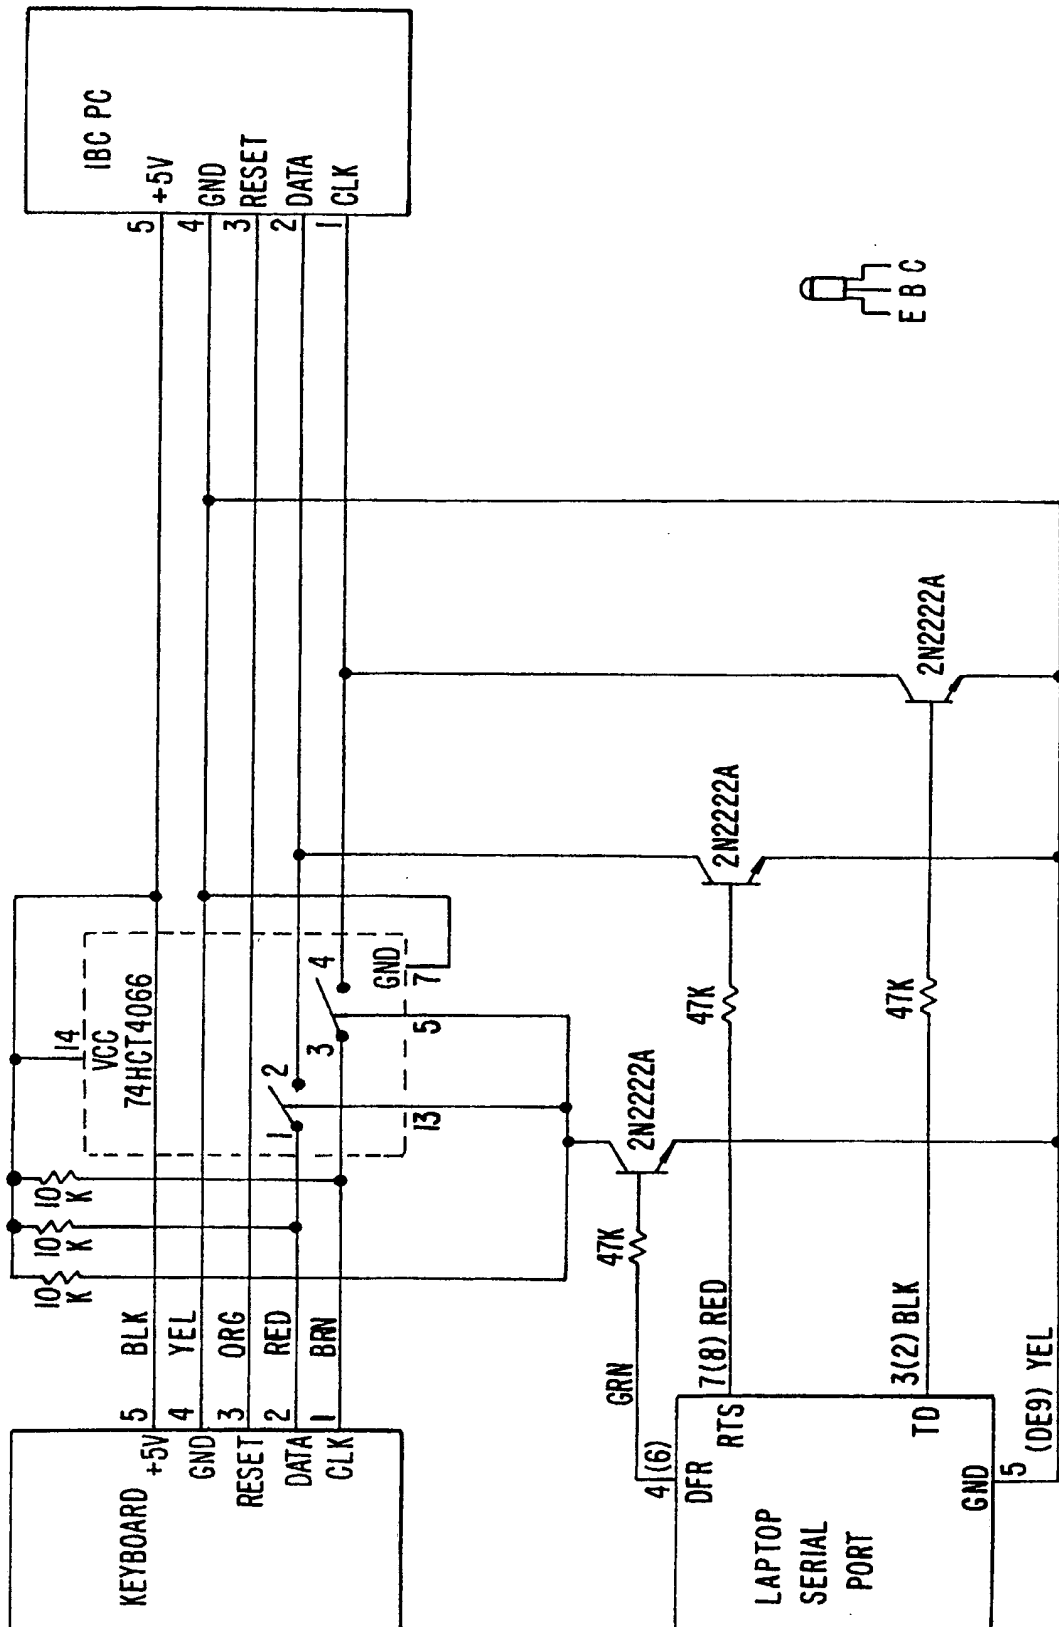 KEYBOARD
+5V
GND
RESET
DATA
CLK
5
4
3
2
1
BLK
YEL
ORG
RED
BRN
10
K
10
K
10
K
14
VCC
74HCT4066
1
2
3
4
GND
7
13
5
IBC PC
+5V
GND
RESET
DATA
CLK
5
4
3
2
1
LAPTOP
SERIAL
PORT
DFR
RTS
TD
GND
4 (6)
GRN
7(8) RED
3(2) BLK
5
(DE9) YEL
47K
2N2222A
47K
2N2222A
47K
2N2222A
E B C